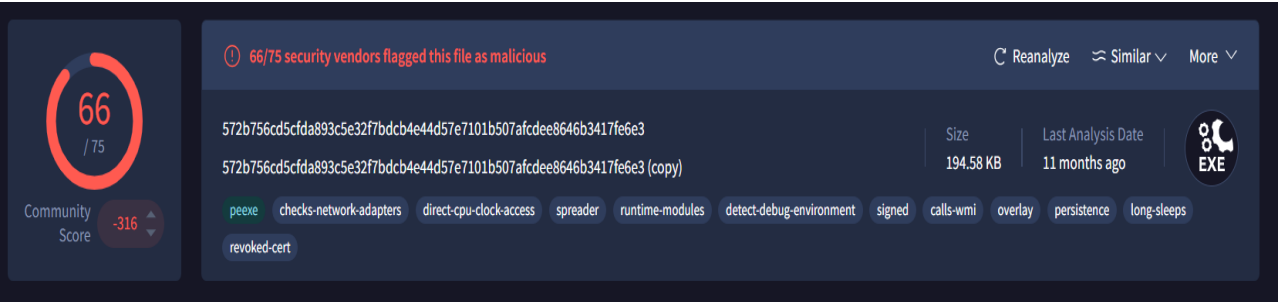 66
/ 75
Community
Score
-316
66/75 security vendors flagged this file as malicious
Reanalyze
Similar
More
572b756cd5cfda893c5e32f7bdcb4e44d57e7101b507afcdee8646b3417fe6e3
572b756cd5cfda893c5e32f7bdcb4e44d57e7101b507afcdee8646b3417fe6e3 (copy)
Size
194.58 KB
Last Analysis Date
11 months ago
EXE
peexe checks-network-adapters direct-cpu-clock-access spreader runtime-modules detect-debug-environment signed calls-wmi overlay persistence long-sleeps
revoked-cert